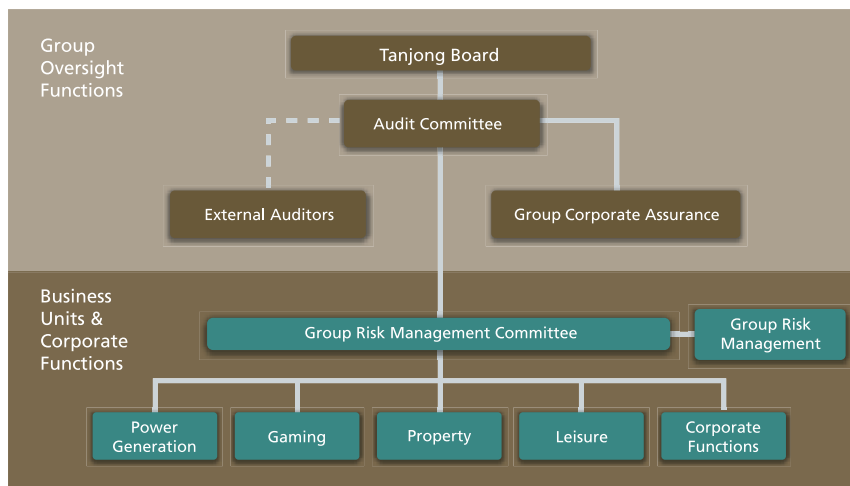 Group
Oversight
Functions
Tanjong Board
Audit Committee
External Auditors
Group Corporate Assurance
Business
Units &
Corporate
Functions
Group Risk Management Committee
Group Risk
Management
Power
Generation
Gaming
Property
Leisure
Corporate
Functions